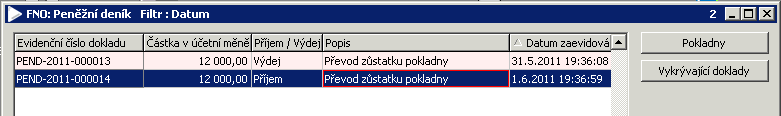 FNO: Peněžní deník Filtr : Datum 2
Evidenční číslo dokladu Částka v účetní měně Příjem / Výdej Popis Datum zaevidová Pokladny
PEND-2011-000013 12 000,00 Výdej Převod zůstatku pokladny 31.5.2011 19:36:08
PEND-2011-000014 12 000,00 Příjem Převod zůstatku pokladny 1.6.2011 19:36:59 Vykrývající doklady